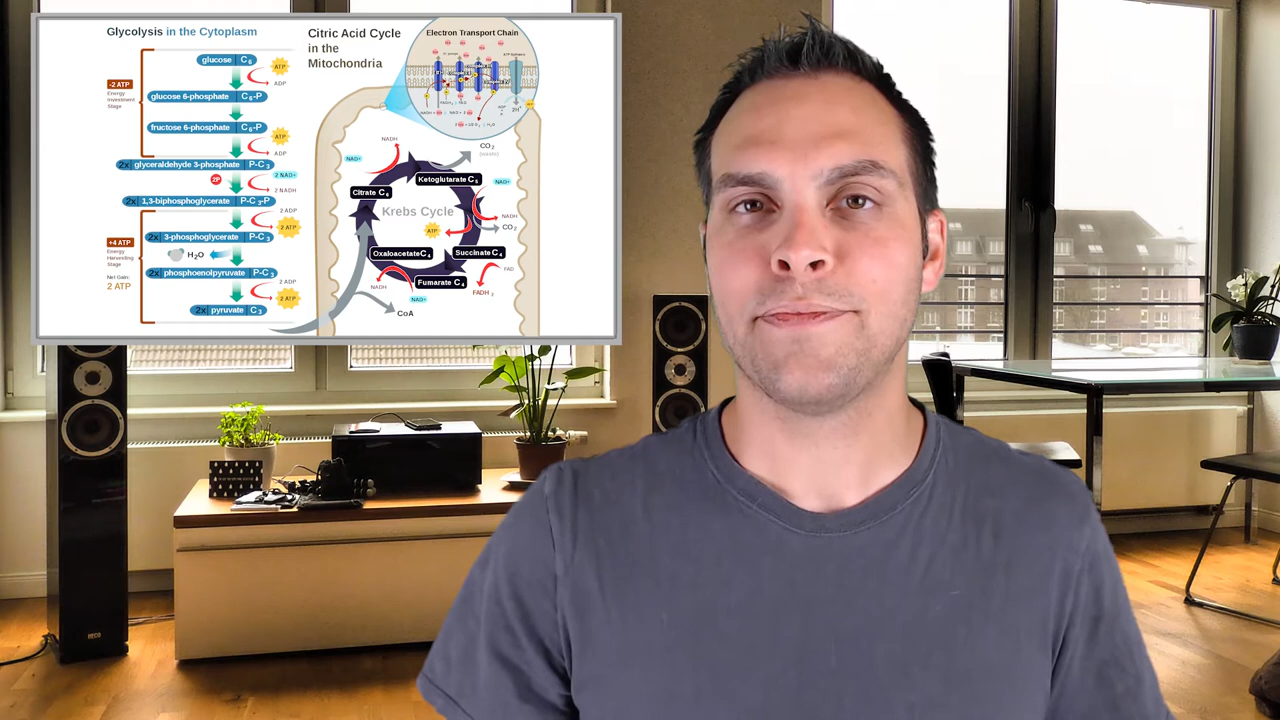 Glycolysis in the Cytoplasm
glucose C6
ATP
ADP
-2 ATP
Energy
Investment
Stage
glucose 6-phosphate C6-P
fructose 6-phosphate C6-P
ATP
ADP
2x glyceraldehyde 3-phosphate P-C3
2P
2 NAD+
2 NADH
2x 1,3-biphosphoglycerate P-C3-P
2 ADP
2 ATP
+4 ATP
Energy
Harvesting
Stage
Net Gain:
2 ATP
2x 3-phosphoglycerate P-C3
H2O
2x phosphoenolpyruvate P-C3
2 ADP
2 ATP
2x pyruvate C3
Citric Acid Cycle
in the
Mitochondria
Electron Transport Chain
ATP Synthase
2H+
NADH
NAD+
CO2
(waste)
Ketoglutarate C5
NAD+
Citrate C6
Krebs Cycle
NADH
ATP
CO2
Oxaloacetate C4
Succinate C4
FAD
NADH
Fumarate C4
FADH2
NAD+
CoA
HECO